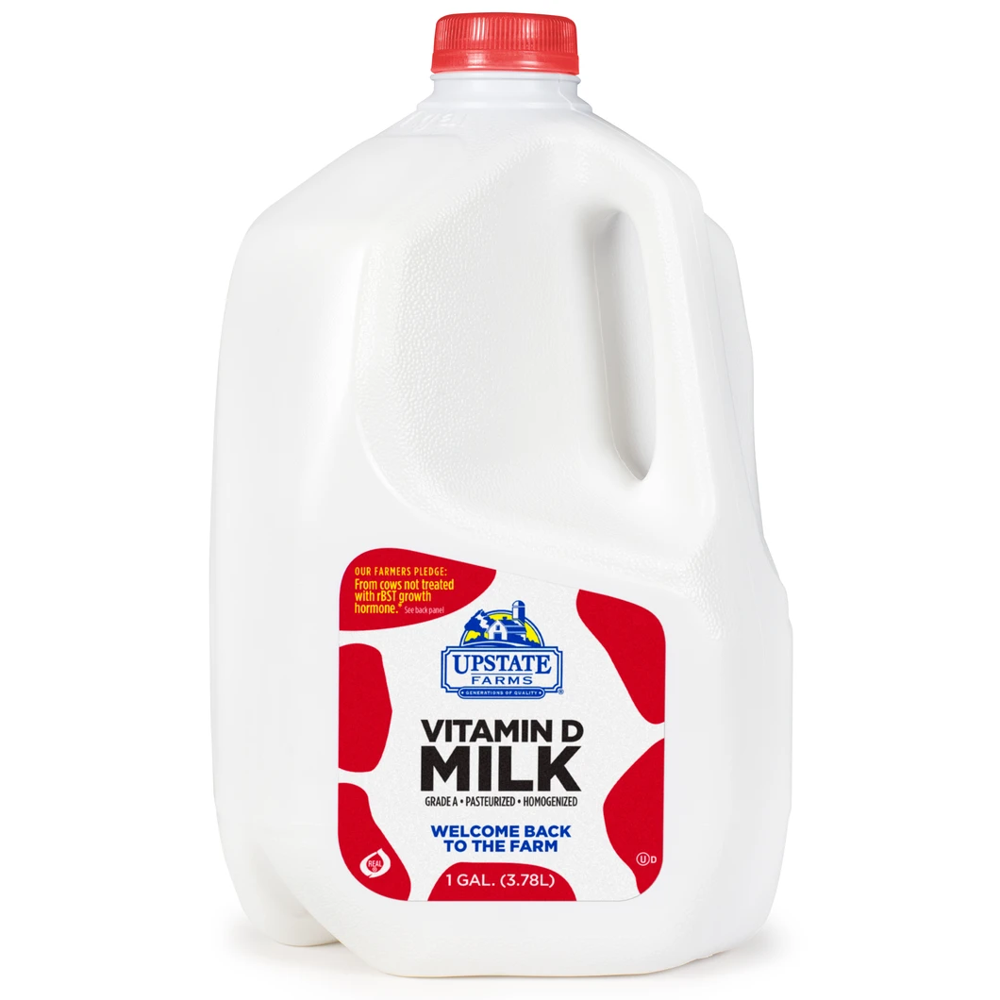 OUR FARMERS PLEDGE:
From cows not treated
with rBST growth
hormone.* See back panel
UPSTATE
FARMS
• GENERATIONS OF QUALITY • ®
VITAMIN D
MILK
GRADE A • PASTEURIZED • HOMOGENIZED
WELCOME BACK
TO THE FARM
REAL
U D
1 GAL. (3.78L)